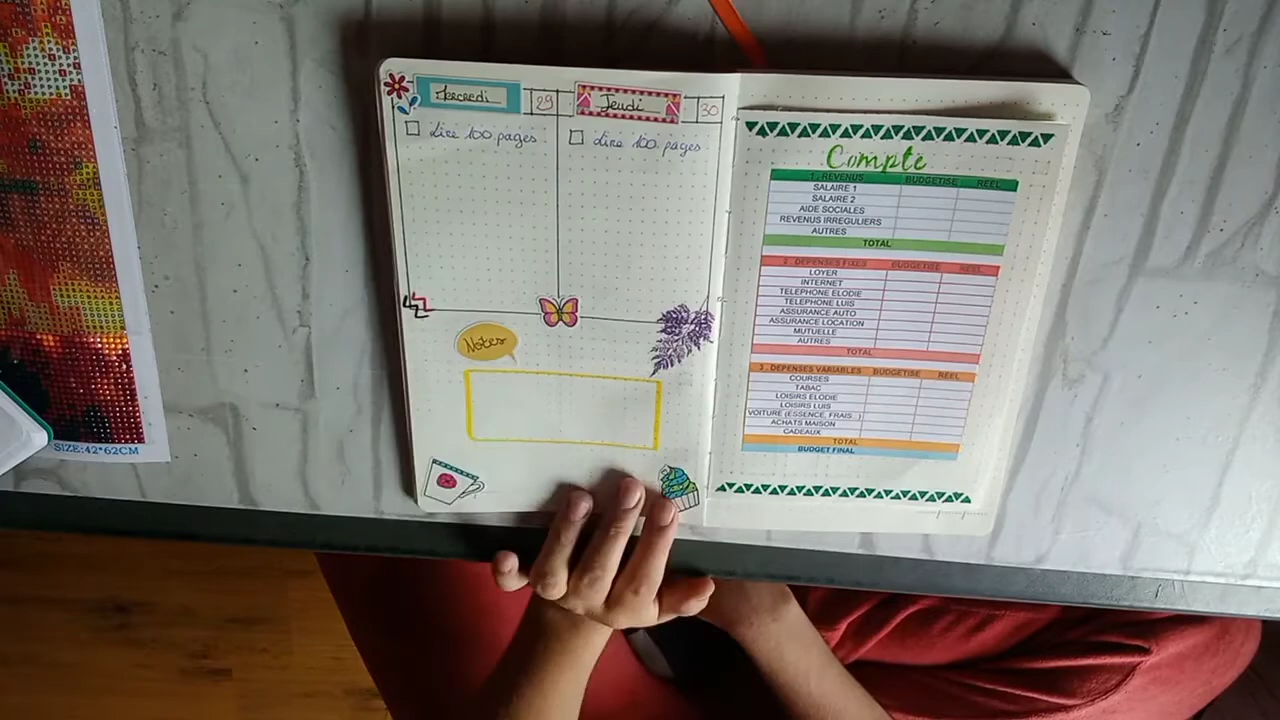 Mercredi 29
Jeudi 30
Lire 100 pages
Lire 100 pages
Notes
Compte
1. REVENUS BUDGETISE REEL
SALAIRE 1
SALAIRE 2
AIDE SOCIALES
REVENUS IRREGULIERS
AUTRES
TOTAL
2. DEPENSES FIXES BUDGETISE REEL
LOYER
INTERNET
TELEPHONE ELODIE
TELEPHONE LUIS
ASSURANCE AUTO
ASSURANCE LOCATION
MUTUELLE
AUTRES
TOTAL
3. DEPENSES VARIABLES BUDGETISE REEL
COURSES
TABAC
LOISIRS ELODIE
LOISIRS LUIS
VOITURE (ESSENCE, FRAIS...)
ACHATS MAISON
CADEAUX
TOTAL
BUDGET FINAL
SIZE:42*62CM